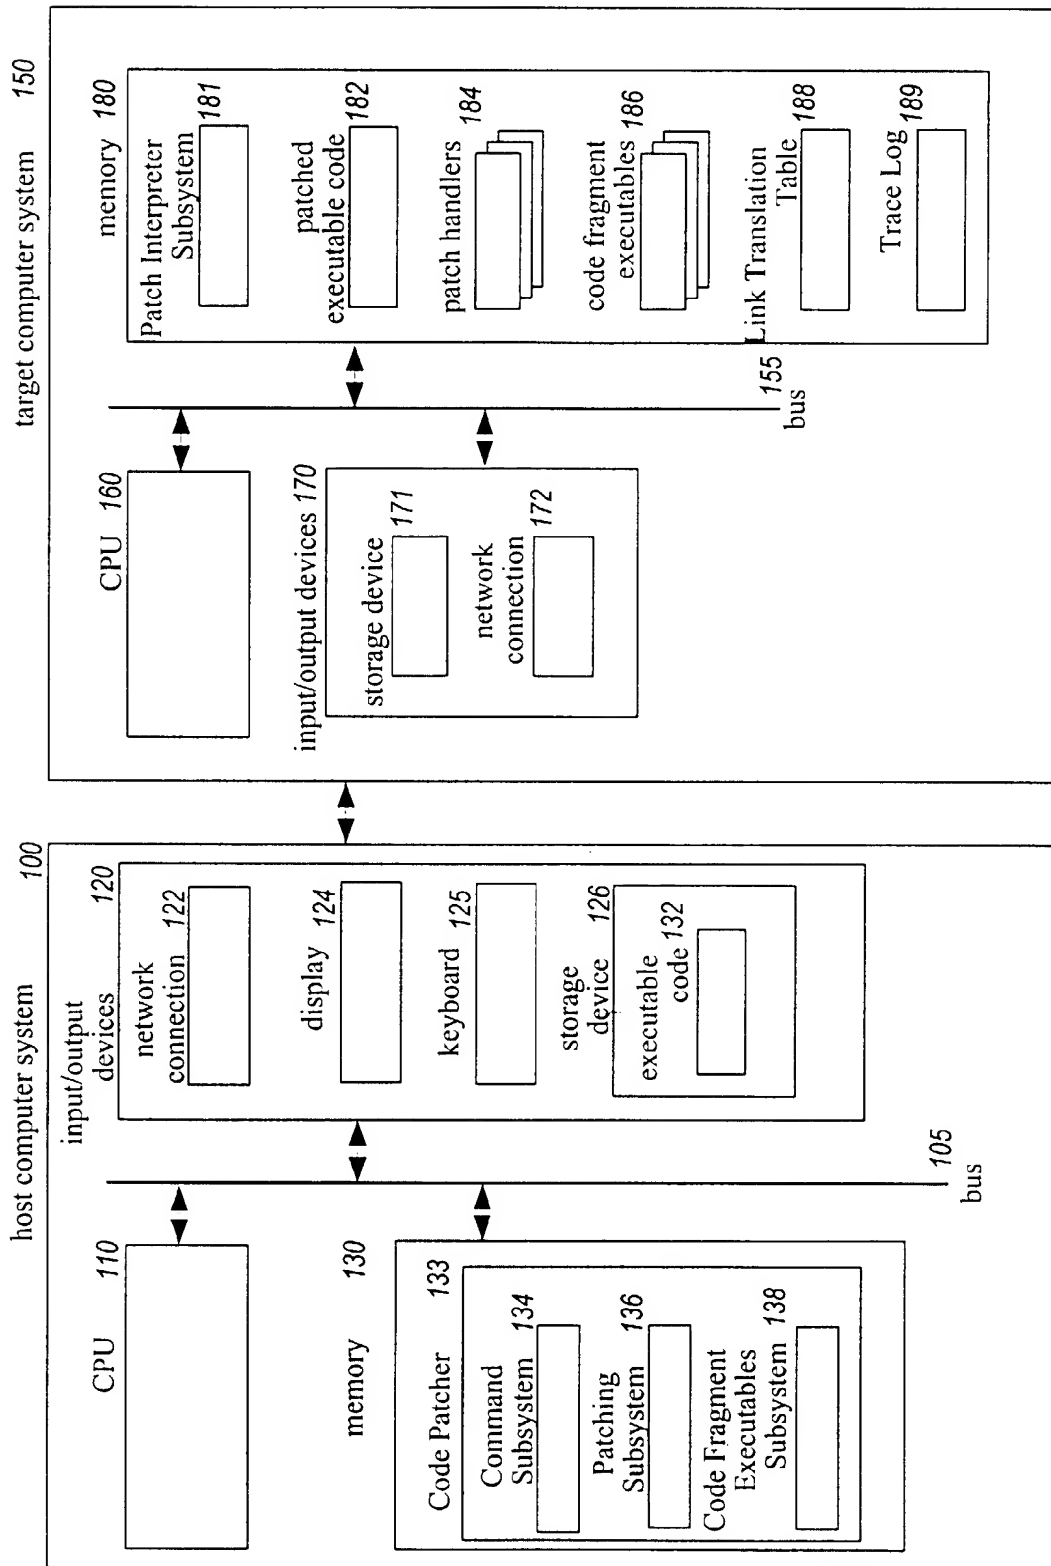 host computer system 100
CPU 110
memory 130
Code Patcher 133
Command
Subsystem 134
Patching
Subsystem 136
Code Fragment
Executables
Subsystem 138
105
bus
input/output
devices 120
network
connection 122
display 124
keyboard 125
storage
device 126
executable
code 132
target computer system 150
CPU 160
input/output devices 170
storage device 171
network
connection 172
155
bus
memory 180
Patch Interpreter
Subsystem 181
patched
executable code 182
patch handlers 184
code fragment
executables 186
Link Translation
Table 188
Trace Log 189